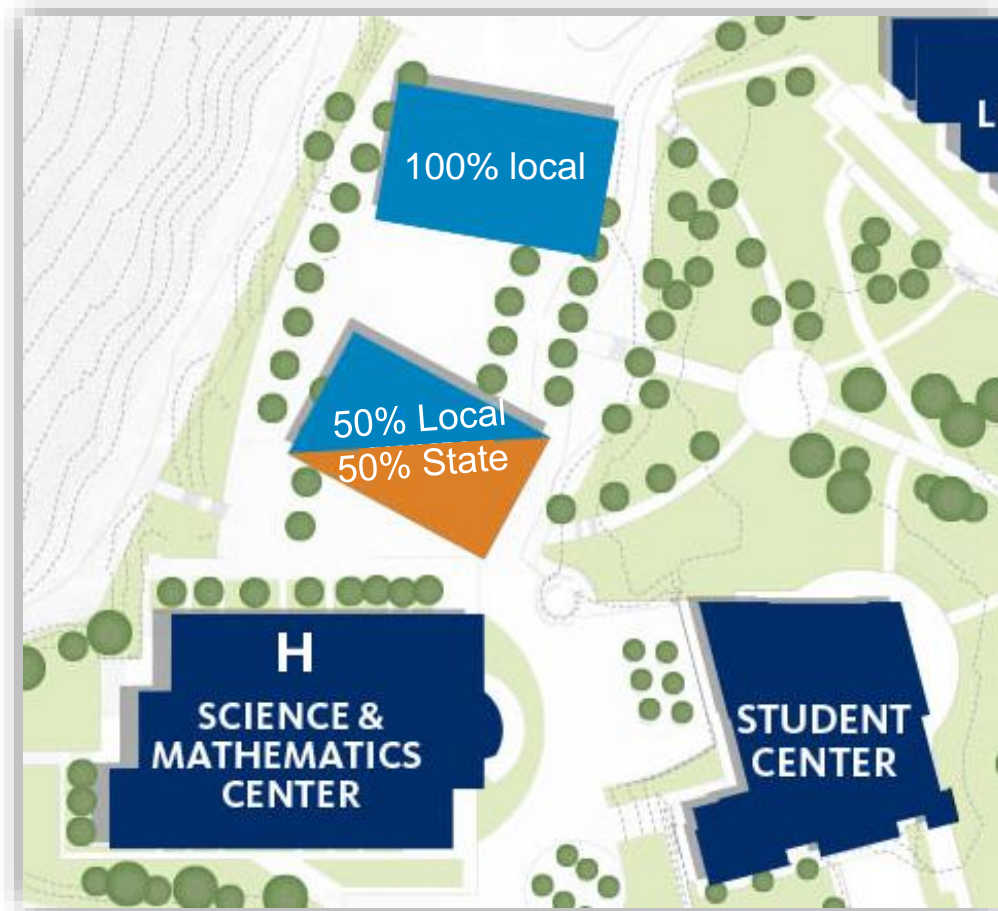 L
100% local
50% Local
50% State
H
SCIENCE &
MATHEMATICS
CENTER
STUDENT
CENTER